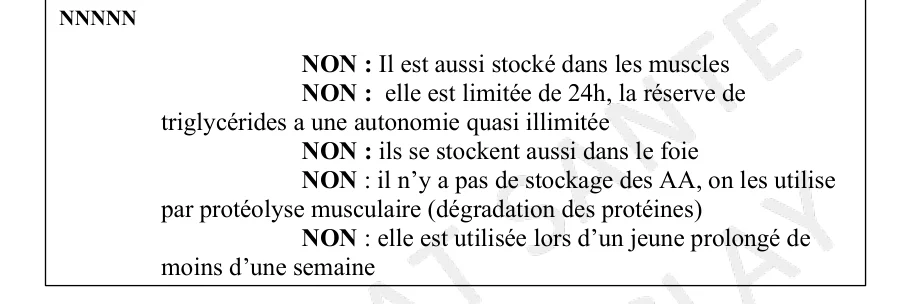 NNNNN
NON : Il est aussi stocké dans les muscles
NON : elle est limitée de 24h, la réserve de
triglycérides a une autonomie quasi illimitée
NON : ils se stockent aussi dans le foie
NON : il n’y a pas de stockage des AA, on les utilise
par protéolyse musculaire (dégradation des protéines)
NON : elle est utilisée lors d’un jeune prolongé de
moins d’une semaine
AT SANTE
PLAY